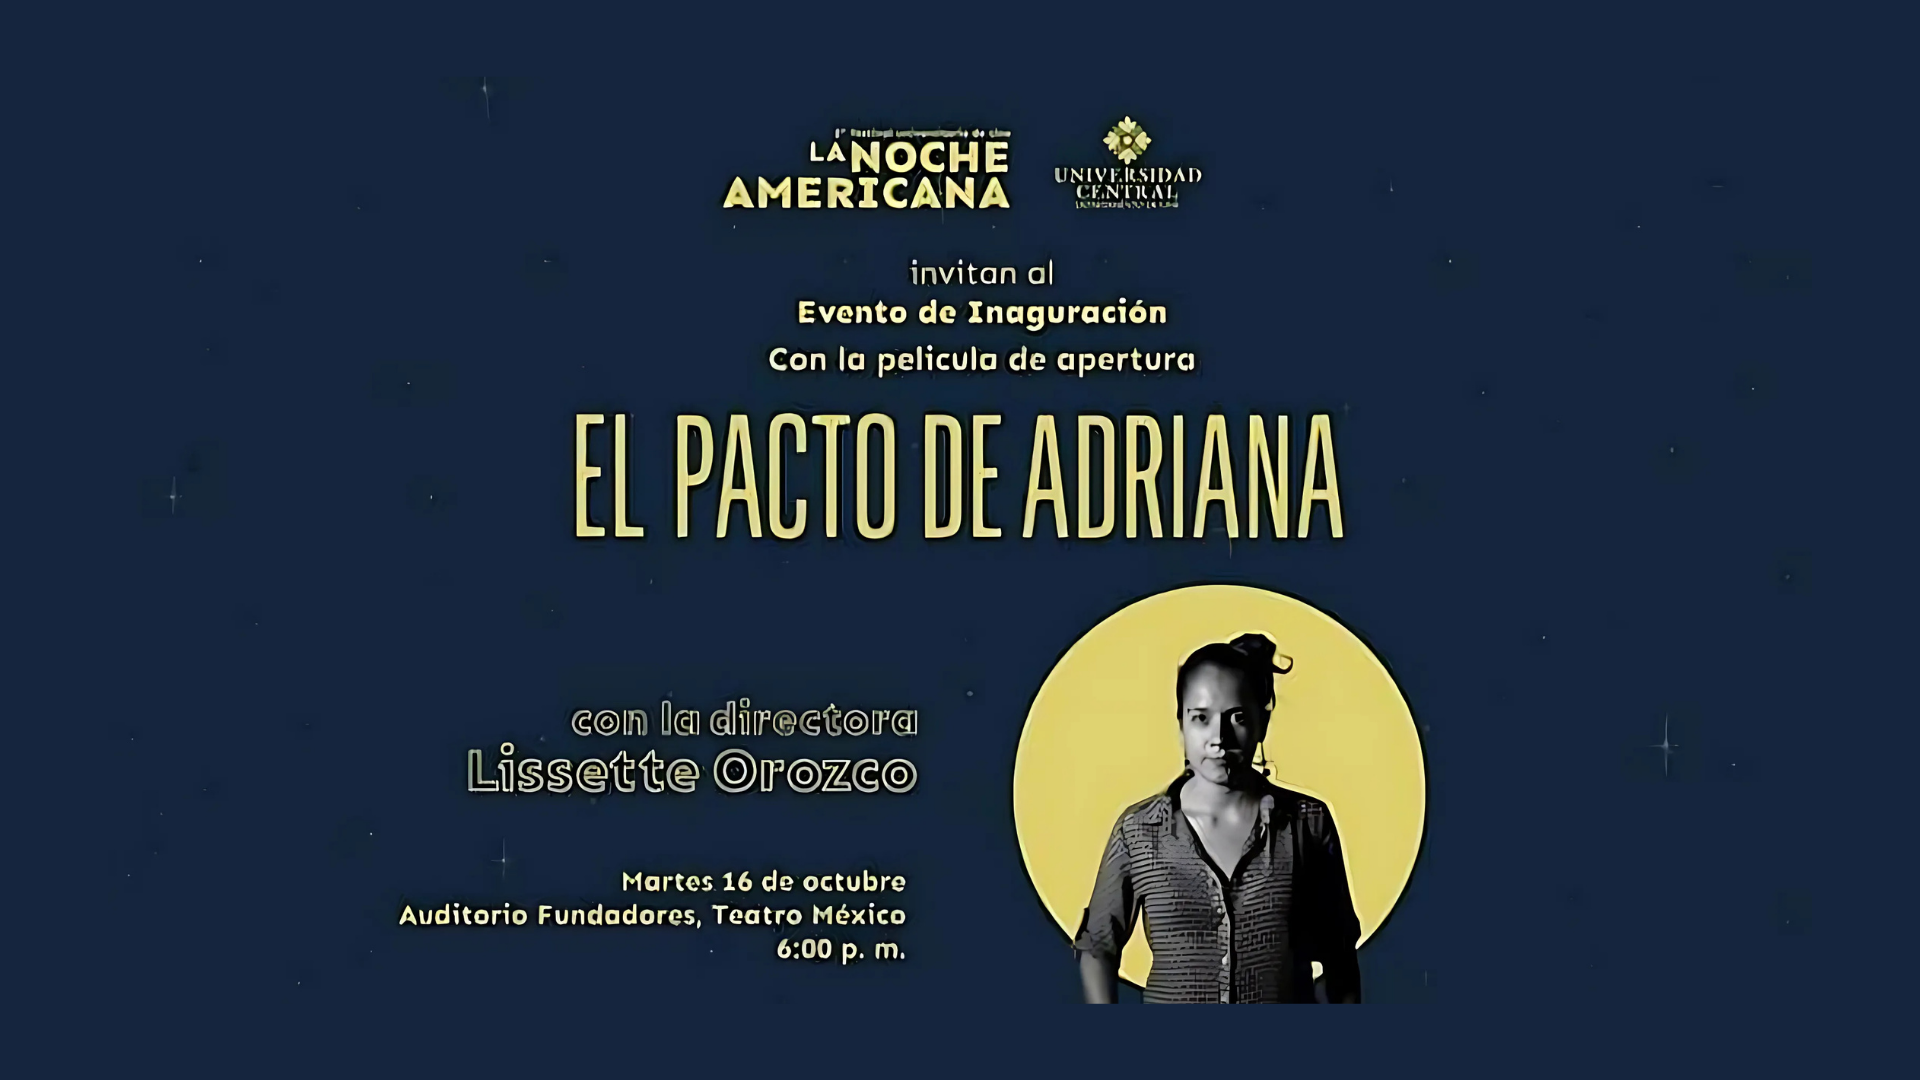 LA NOCHE
AMERICANA
UNIVERSIDAD
CENTRAL
invitan al
Evento de Inaguración
Con la pelicula de apertura
EL PACTO DE ADRIANA
con la directora
Lissette Orozco
Martes 16 de octubre
Auditorio Fundadores, Teatro México
6:00 p. m.